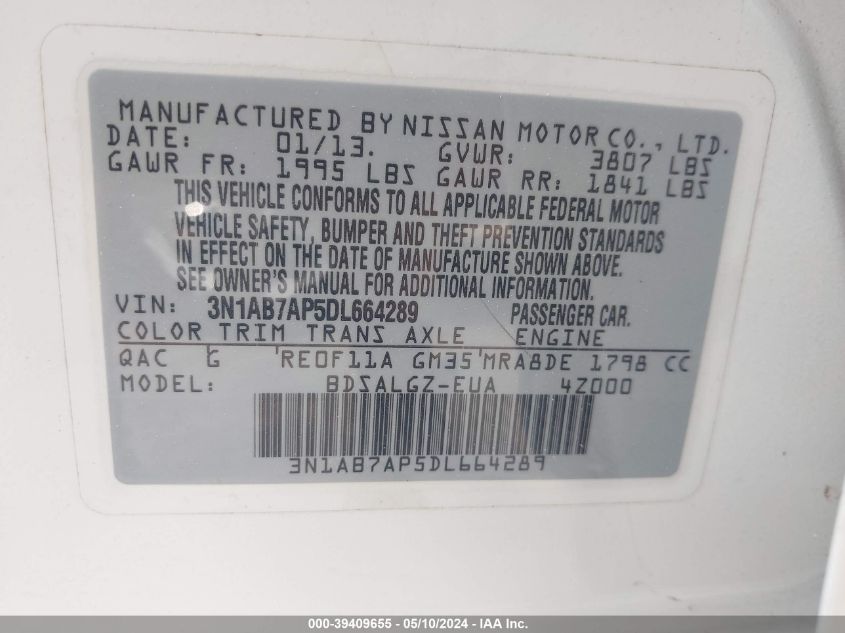 MANUFACTURED BY NISSAN MOTOR CO., LTD.
DATE: 01/13. GVWR: 3807 LBS
GAWR FR: 1995 LBS GAWR RR: 1841 LBS
THIS VEHICLE CONFORMS TO ALL APPLICABLE FEDERAL MOTOR
VEHICLE SAFETY, BUMPER AND THEFT PREVENTION STANDARDS
IN EFFECT ON THE DATE OF MANUFACTURE SHOWN ABOVE.
SEE OWNER'S MANUAL FOR ADDITIONAL INFORMATION.
VIN: 3N1AB7AP5DL664289 PASSENGER CAR.
COLOR TRIM TRANS AXLE ENGINE
QAC G RE0F11A GM35 MRA8DE 1798 CC
MODEL: BDSALGZ-EUA 4Z000
3N1AB7AP5DL664289
000-39409655 - 05/10/2024 - IAA Inc.